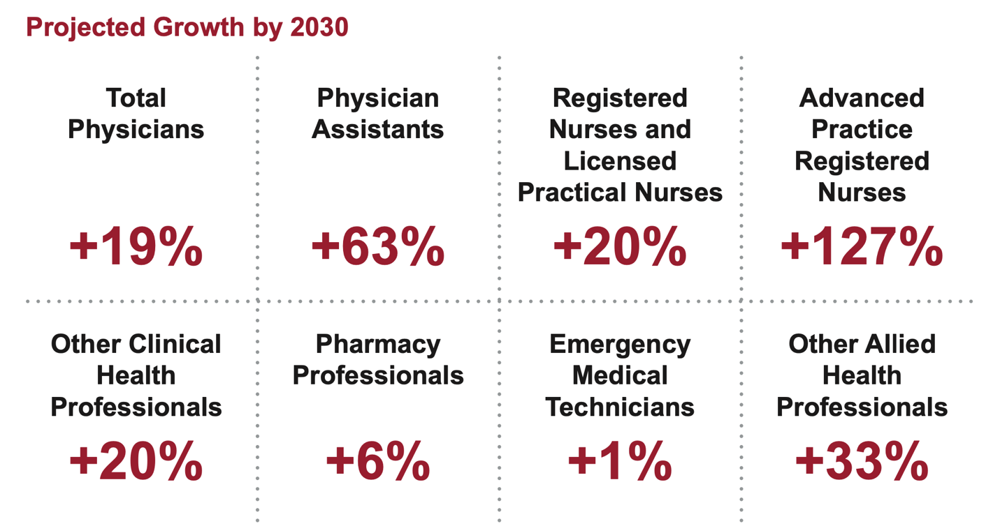 Projected Growth by 2030
Total
Physicians
+19%
Physician
Assistants
+63%
Registered
Nurses and
Licensed
Practical Nurses
+20%
Advanced
Practice
Registered
Nurses
+127%
Other Clinical
Health
Professionals
+20%
Pharmacy
Professionals
+6%
Emergency
Medical
Technicians
+1%
Other Allied
Health
Professionals
+33%